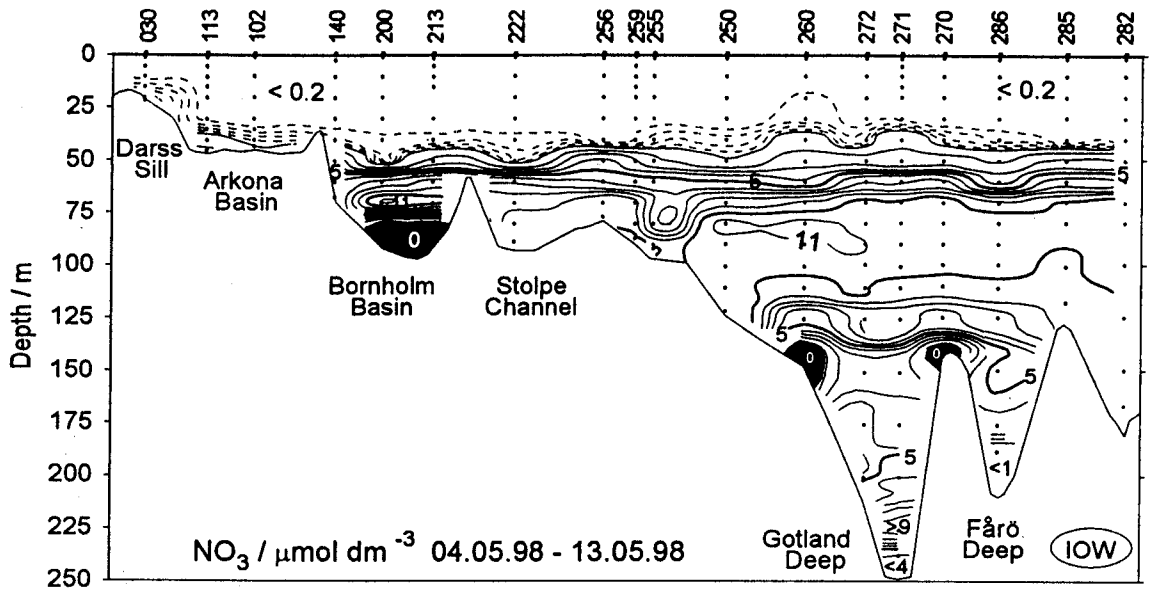 030 113 102 140 200 213 222 256 259 255 250 260 272 271 270 286 285 282
0
25
50
75
100
125
150
175
200
225
250
Depth / m
< 0.2
< 0.2
Darss
Sill
Arkona
Basin
5
5
5
11
0
Bornholm
Basin
Stolpe
Channel
11
5
0
0
5
5
<1
>9
<4
Gotland
Deep
Fårö
Deep
IOW
NO₃ / µmol dm⁻³ 04.05.98 - 13.05.98